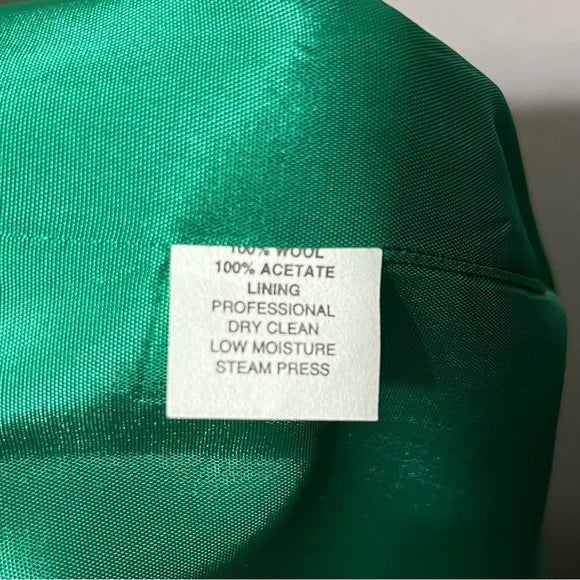 100% WOOL
100% ACETATE
LINING
PROFESSIONAL
DRY CLEAN
LOW MOISTURE
STEAM PRESS